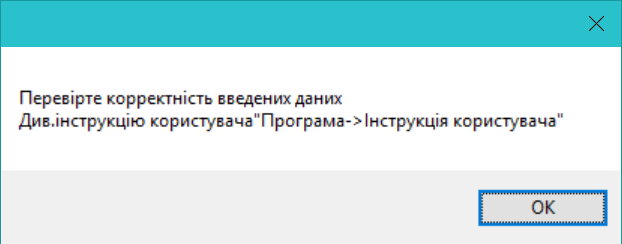 Перевірте корректність введених даних
Див.інструкцію користувача"Програма->Інструкція користувача"
OK